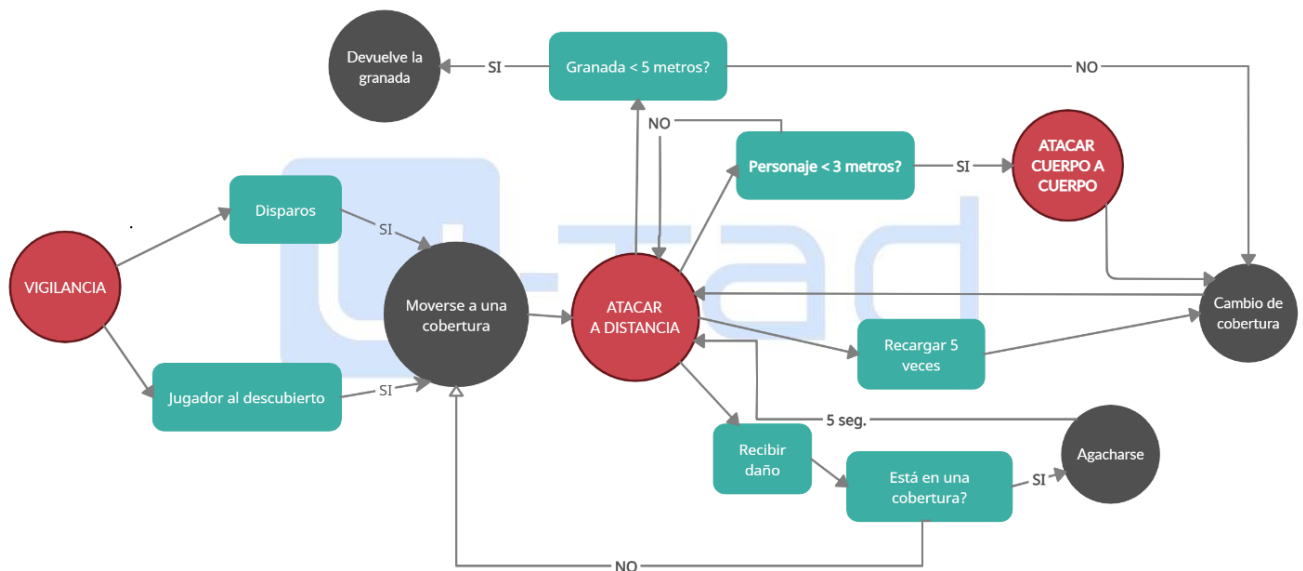 Devuelve la
granada
SI
Granada < 5 metros?
NO
NO
Personaje < 3 metros?
SI
ATACAR
CUERPO A
CUERPO
Disparos
SI
VIGILANCIA
Moverse a una
cobertura
ATACAR
A DISTANCIA
Cambio de
cobertura
Recargar 5
veces
Jugador al descubierto
SI
5 seg.
Recibir
daño
Está en una
cobertura?
SI
Agacharse
NO
U-tad